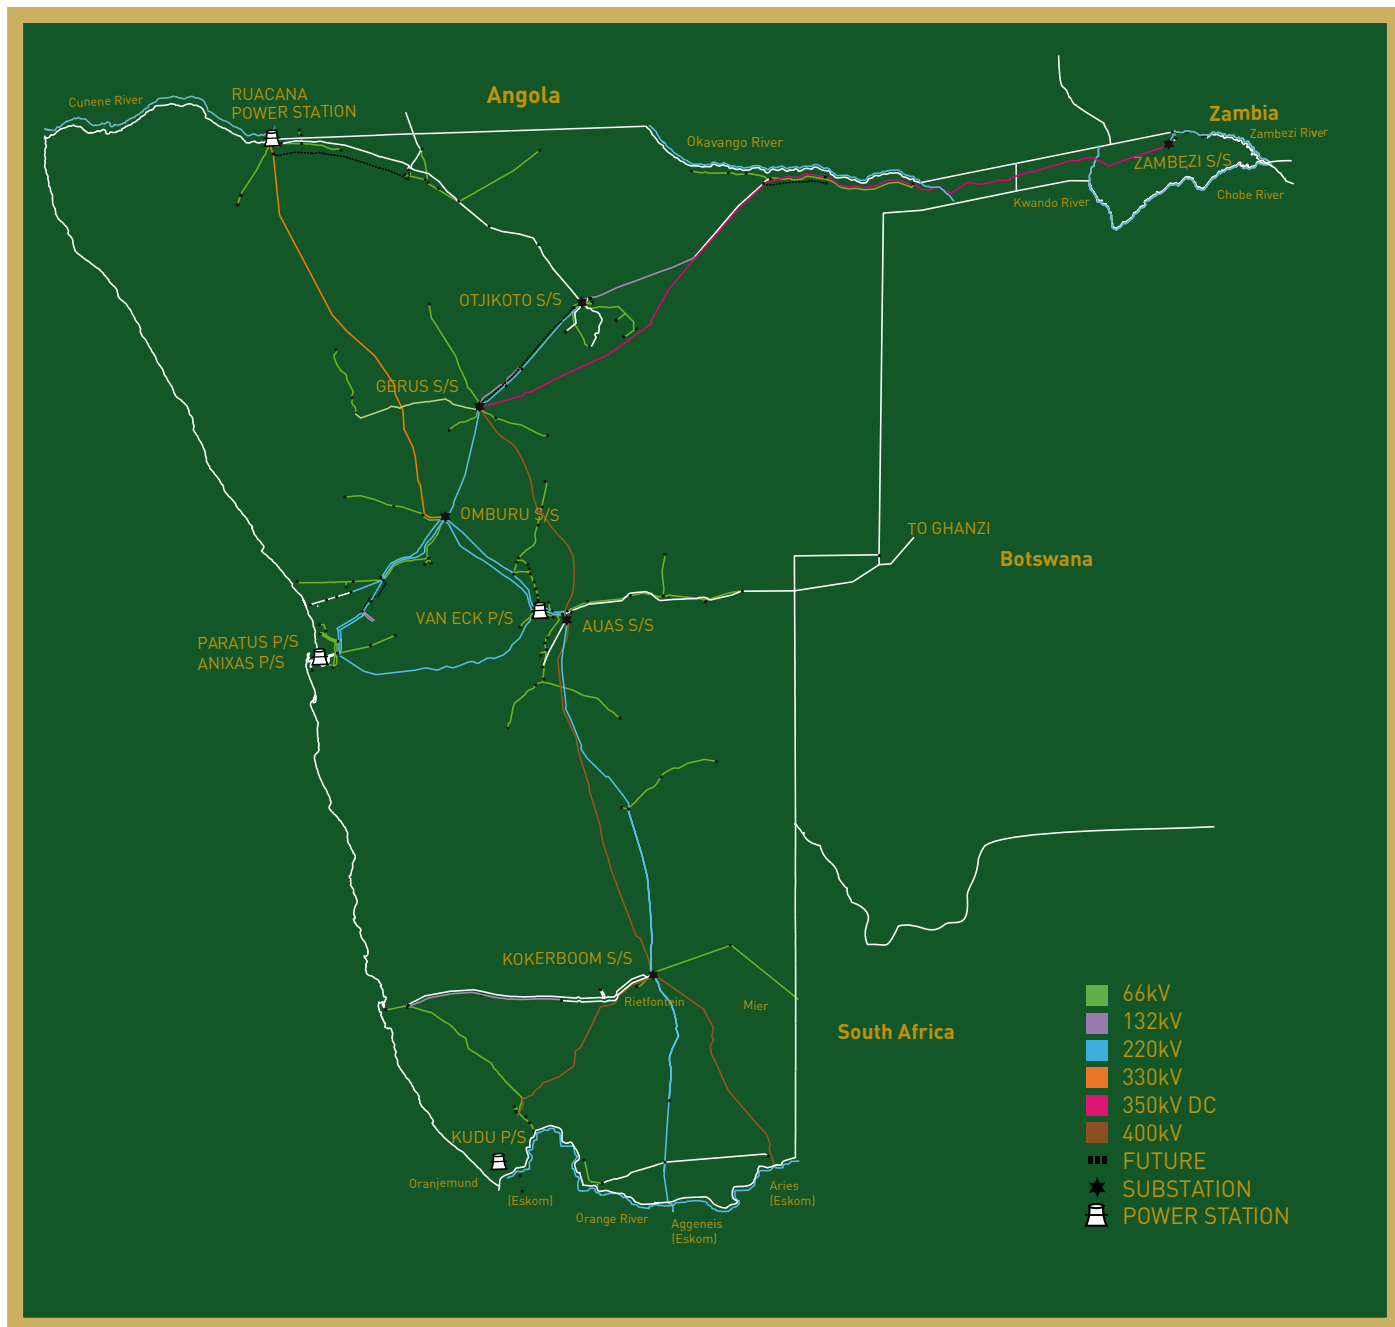 Cunene River
RUACANA
POWER STATION
Angola
Okavango River
Zambia
Zambezi River
ZAMBEZI S/S
Chobe River
Kwando River
OTJIKOTO S/S
GERUS S/S
OMBURU S/S
TO GHANZI
Botswana
VAN ECK P/S
AUAS S/S
PARATUS P/S
ANIXAS P/S
KOKERBOOM S/S
Rietfontein
Mier
South Africa
KUDU P/S
Oranjemund
(Eskom)
Orange River
Aggeneis
(Eskom)
Aries
(Eskom)
66kV
132kV
220kV
330kV
350kV DC
400kV
FUTURE
SUBSTATION
POWER STATION